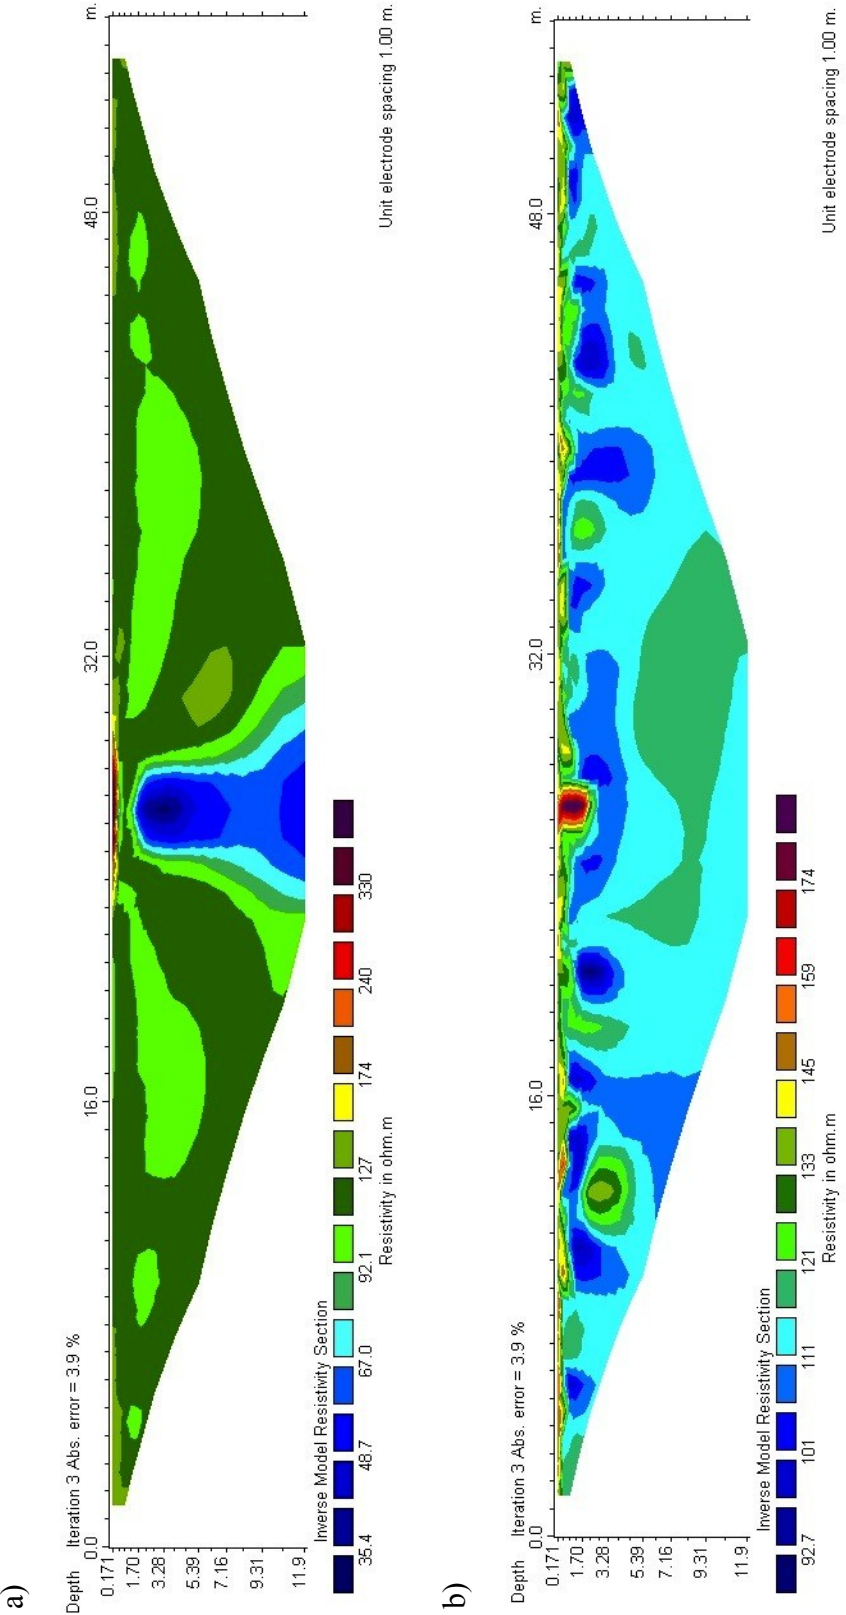 a)
Depth Iteration 3 Abs. error = 3.9 %
0.0 16.0 32.0 48.0 m.
0.171
1.70
3.28
5.39
7.16
9.31
11.9
Inverse Model Resistivity Section
35.4 48.7 67.0 92.1 127 174 240 330
Resistivity in ohm.m
Unit electrode spacing 1.00 m.
b)
Depth Iteration 3 Abs. error = 3.9 %
0.0 16.0 32.0 48.0 m.
0.171
1.70
3.28
5.39
7.16
9.31
11.9
Inverse Model Resistivity Section
92.7 101 111 121 133 145 159 174
Resistivity in ohm.m
Unit electrode spacing 1.00 m.